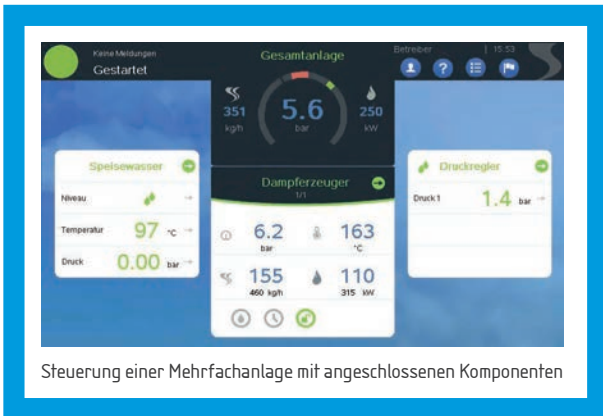 Keine Meldungen
Gestartet
Gesamtanlage
Betreiber | 15:53
351
kg/h
5.6
bar
250
kW
Speisewasser
Niveau
Temperatur 97 °C
Druck 0.00 bar
Dampferzeuger
1/1
6.2
bar
163
°C
155
460 kg/h
110
315 kW
Druckregler
Druck 1 1.4 bar
Steuerung einer Mehrfachanlage mit angeschlossenen Komponenten